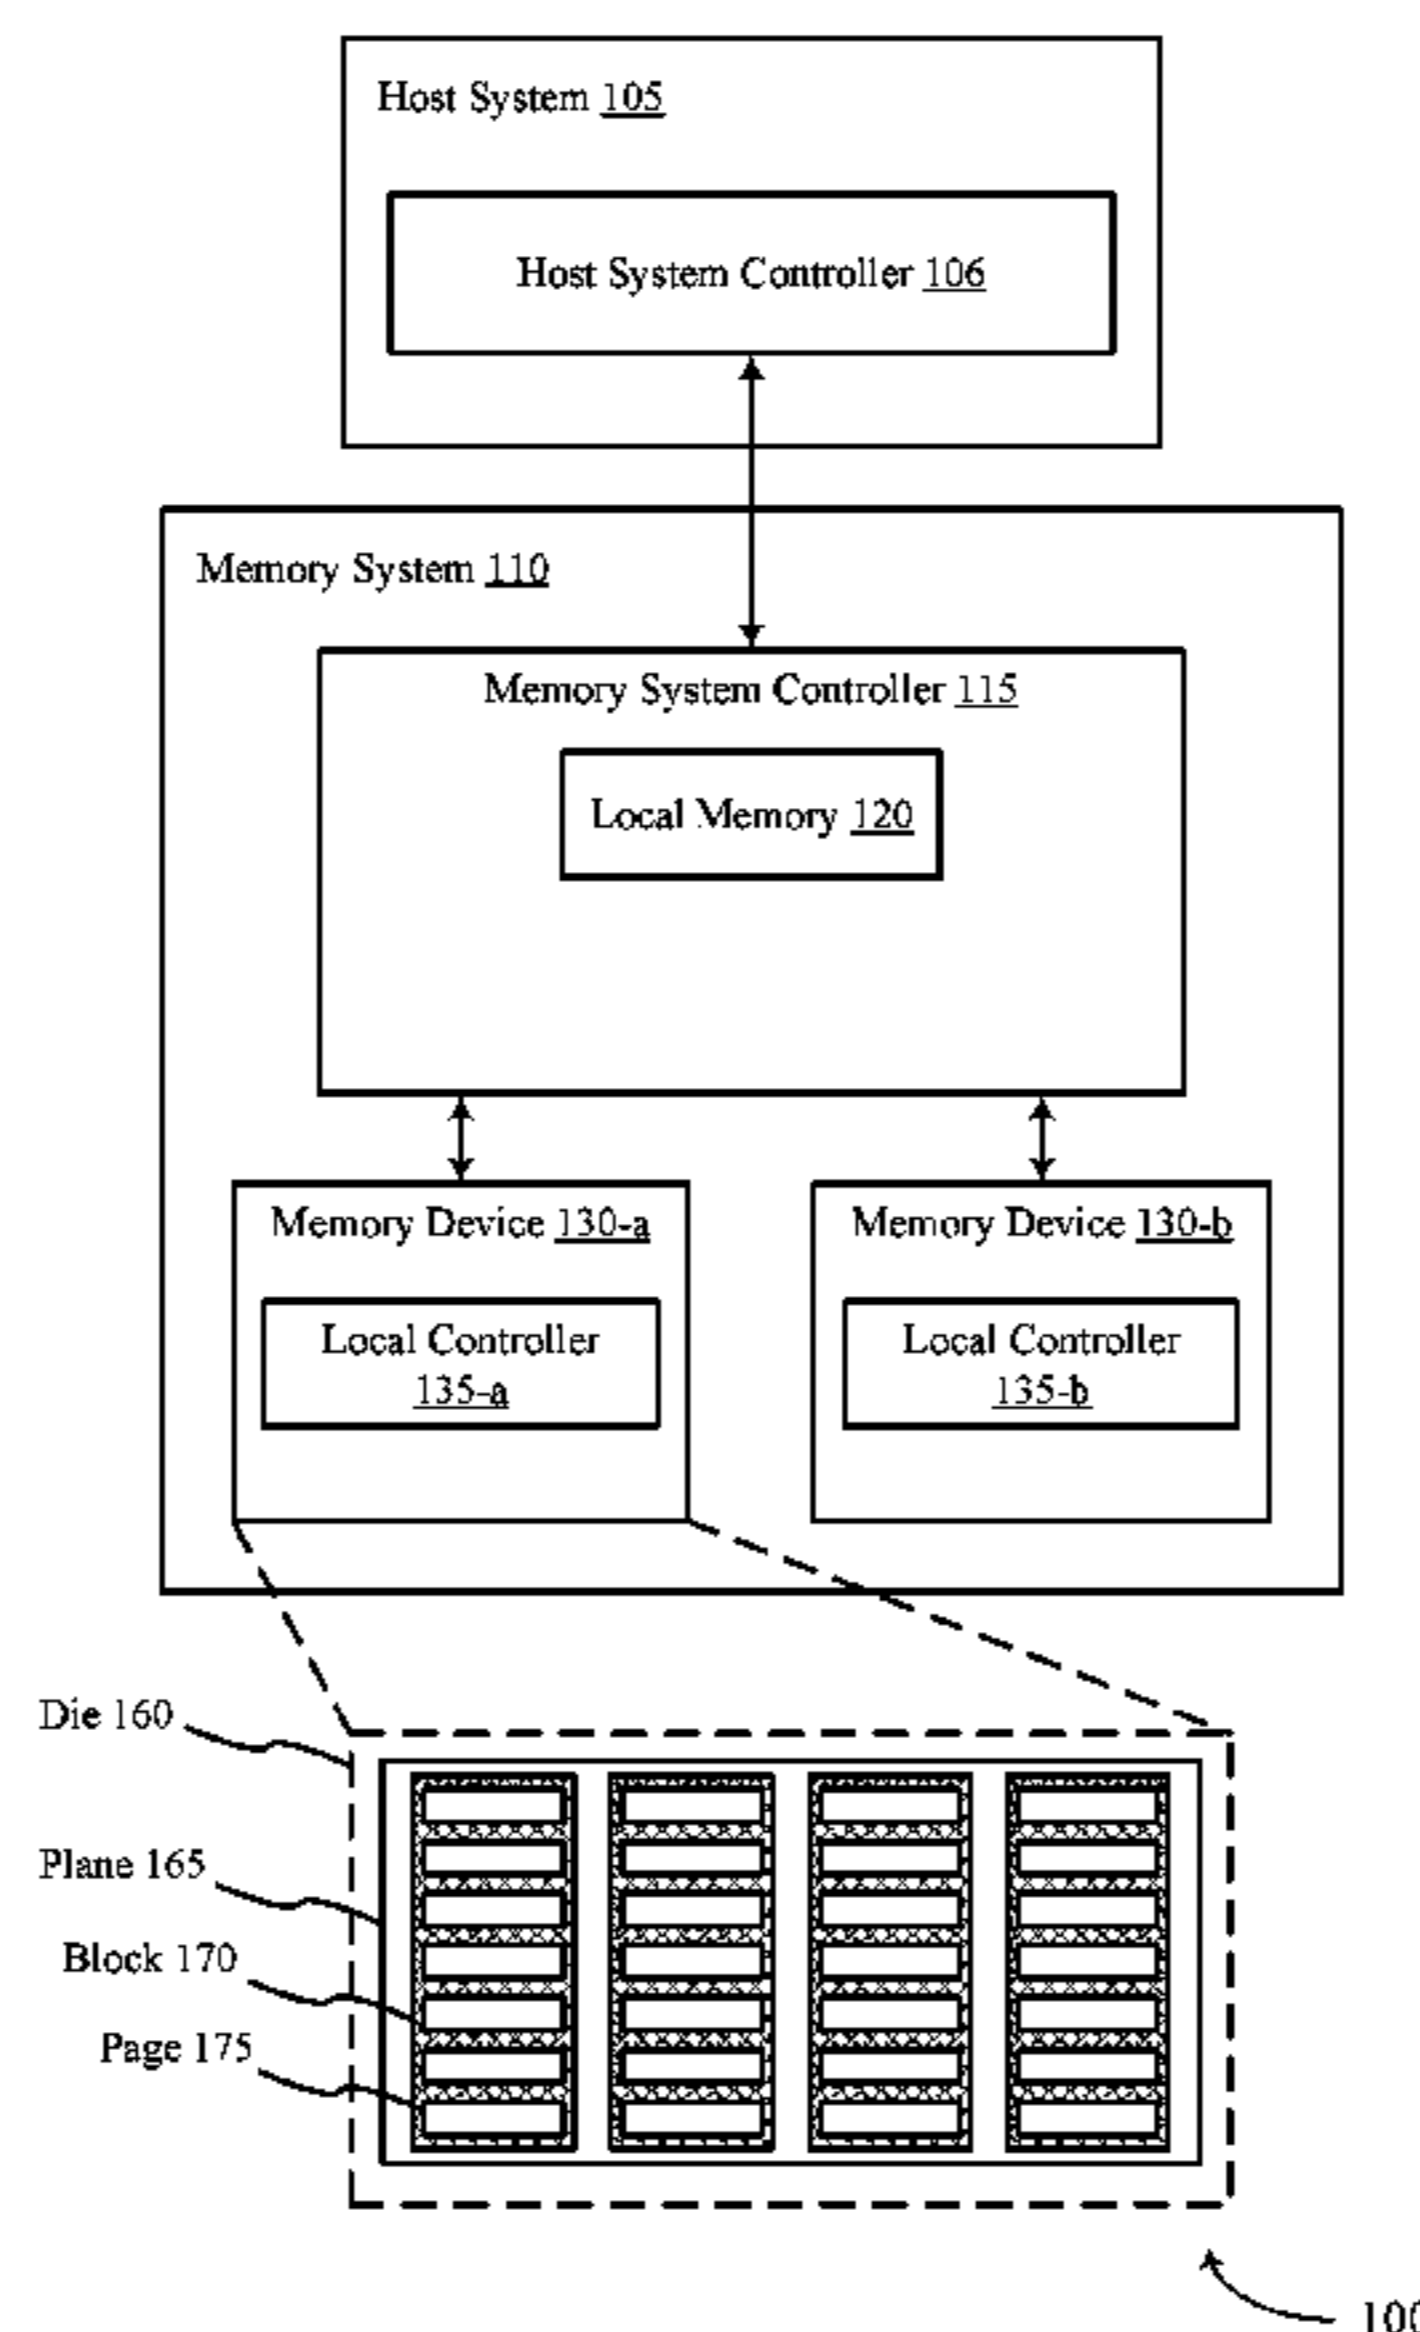 Host System 105
Host System Controller 106
Memory System 110
Memory System Controller 115
Local Memory 120
Memory Device 130-a
Memory Device 130-b
Local Controller
135-a
Local Controller
135-b
Die 160
Plane 165
Block 170
Page 175
100